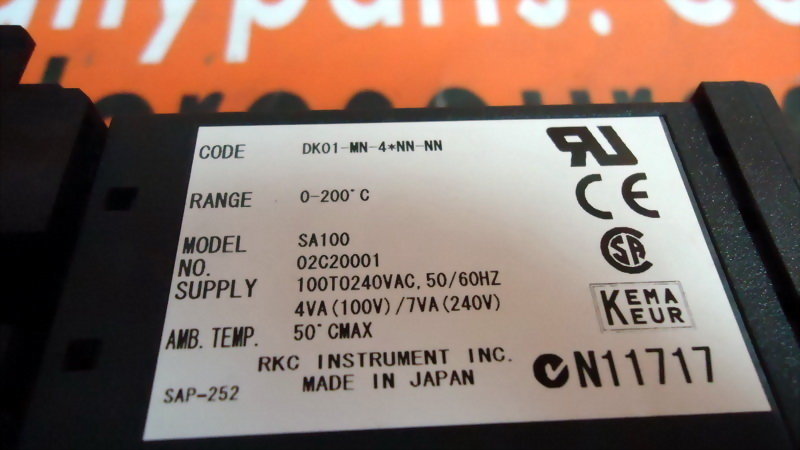 CODE DK01-MN-4*NN-NN
RANGE 0-200°C
MODEL SA100
NO. 02C20001
SUPPLY 100TO240VAC, 50/60HZ
4VA(100V)/7VA(240V)
AMB. TEMP. 50°CMAX
RKC INSTRUMENT INC.
MADE IN JAPAN
SAP-252
CE
SA
KEMA
EUR
N11717